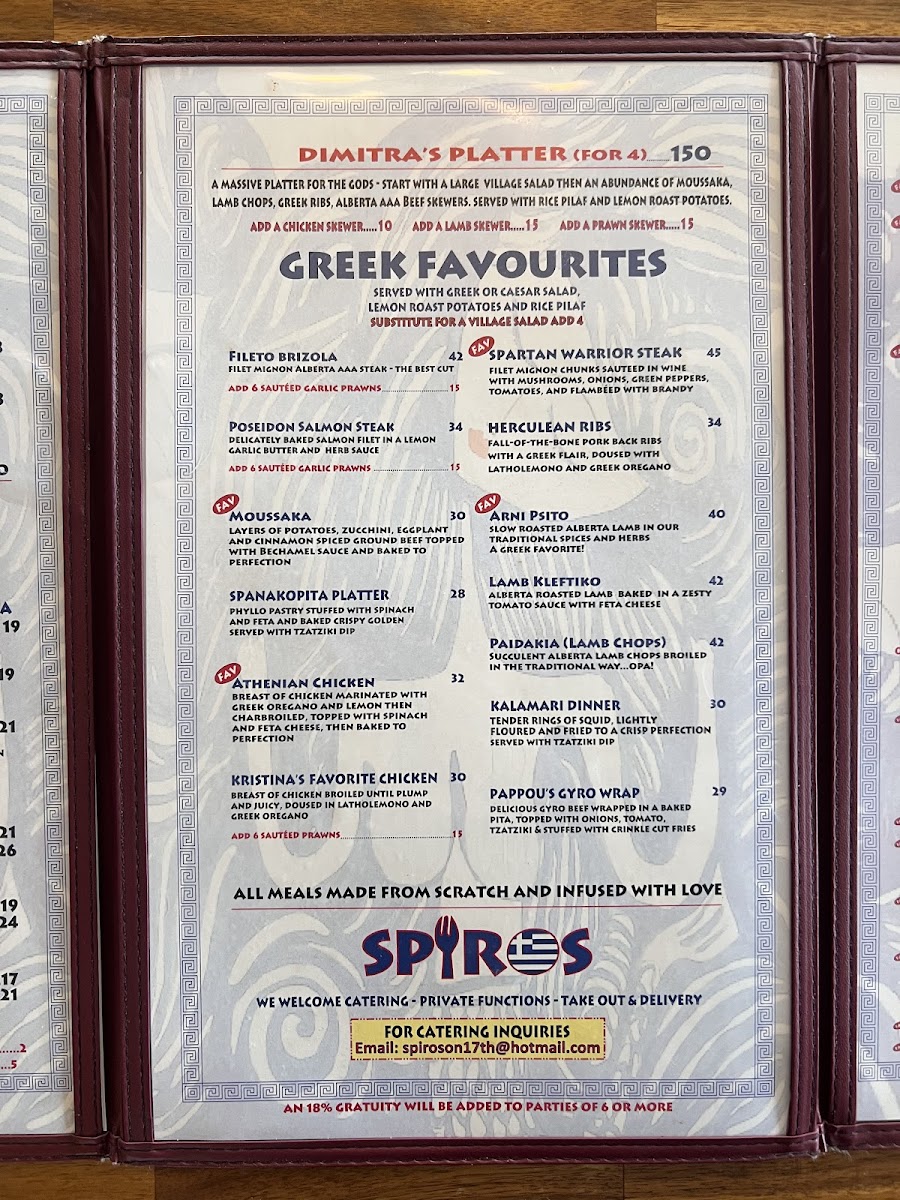 DIMITRA'S PLATTER (FOR 4).........150
A MASSIVE PLATTER FOR THE GODS - START WITH A LARGE VILLAGE SALAD THEN AN ABUNDANCE OF MOUSSAKA,
LAMB CHOPS, GREEK RIBS, ALBERTA AAA BEEF SKEWERS. SERVED WITH RICE PILAF AND LEMON ROAST POTATOES.
ADD A CHICKEN SKEWER.....10 ADD A LAMB SKEWER.....15 ADD A PRAWN SKEWER.....15
GREEK FAVOURITES
SERVED WITH GREEK OR CAESAR SALAD,
LEMON ROAST POTATOES AND RICE PILAF
SUBSTITUTE FOR A VILLAGE SALAD ADD 4
FILETO BRIZOLA 42
FILET MIGNON ALBERTA AAA STEAK - THE BEST CUT
ADD 6 SAUTÉED GARLIC PRAWNS..........................15
POSEIDON SALMON STEAK 34
DELICATELY BAKED SALMON FILET IN A LEMON
GARLIC BUTTER AND HERB SAUCE
ADD 6 SAUTÉED GARLIC PRAWNS..............................15
FAV
MOUSSAKA 30
LAYERS OF POTATOES, ZUCCHINI, EGGPLANT
AND CINNAMON SPICED GROUND BEEF TOPPED
WITH BECHAMEL SAUCE AND BAKED TO
PERFECTION
SPANAKOPITA PLATTER 28
PHYLLO PASTRY STUFFED WITH SPINACH
AND FETA AND BAKED CRISPY GOLDEN
SERVED WITH TZATZIKI DIP
FAV
ATHENIAN CHICKEN 32
BREAST OF CHICKEN MARINATED WITH
GREEK OREGANO AND LEMON THEN
CHARBROILED, TOPPED WITH SPINACH
AND FETA CHEESE, THEN BAKED TO
PERFECTION
KRISTINA'S FAVORITE CHICKEN 30
BREAST OF CHICKEN BROILED UNTIL PLUMP
AND JUICY, DOUSED IN LATHOLEMONO AND
GREEK OREGANO
ADD 6 SAUTÉED PRAWNS............................................15
FAV
SPARTAN WARRIOR STEAK 45
FILET MIGNON CHUNKS SAUTEED IN WINE
WITH MUSHROOMS, ONIONS, GREEN PEPPERS,
TOMATOES, AND FLAMBÉED WITH BRANDY
HERCULEAN RIBS 34
FALL-OF-THE-BONE PORK BACK RIBS
WITH A GREEK FLAIR, DOUSED WITH
LATHOLEMONO AND GREEK OREGANO
FAV
ARNI PSITO 40
SLOW ROASTED ALBERTA LAMB IN OUR
TRADITIONAL SPICES AND HERBS
A GREEK FAVORITE!
LAMB KLEFTIKO 42
ALBERTA ROASTED LAMB BAKED IN A ZESTY
TOMATO SAUCE WITH FETA CHEESE
PAIDAKIA (LAMB CHOPS) 42
SUCCULENT ALBERTA LAMB CHOPS BROILED
IN THE TRADITIONAL WAY...OPA!
KALAMARI DINNER 30
TENDER RINGS OF SQUID, LIGHTLY
FLOURED AND FRIED TO A CRISP PERFECTION
SERVED WITH TZATZIKI DIP
PAPPOU'S GYRO WRAP 29
DELICIOUS GYRO BEEF WRAPPED IN A BAKED
PITA, TOPPED WITH ONIONS, TOMATO,
TZATZIKI & STUFFED WITH CRINKLE CUT FRIES
ALL MEALS MADE FROM SCRATCH AND INFUSED WITH LOVE
SPYROS
WE WELCOME CATERING - PRIVATE FUNCTIONS - TAKE OUT & DELIVERY
FOR CATERING INQUIRIES
Email: spiroson17th@hotmail.com
AN 18% GRATUITY WILL BE ADDED TO PARTIES OF 6 OR MORE
19
19
21
21
26
19
24
17
21
......2
...5